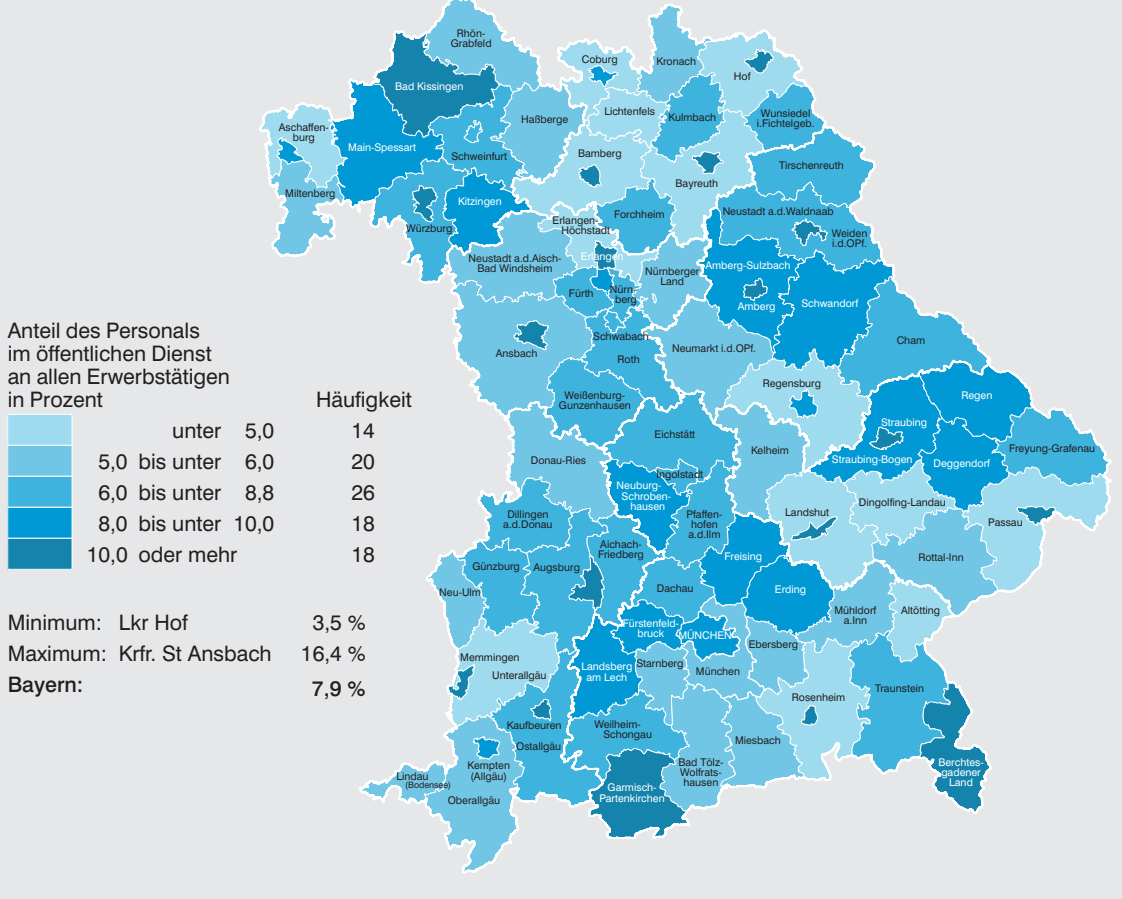 Rhön-
Grabfeld
Bad Kissingen
Coburg
Kronach
Hof
Aschaffen-
burg
Main-Spessart
Schweinfurt
Haßberge
Lichtenfels
Kulmbach
Wunsiedel
i.Fichtelgeb.
Miltenberg
Würzburg
Kitzingen
Bamberg
Bayreuth
Tirschenreuth
Erlangen-
Höchstadt
Forchheim
Neustadt a.d.Waldnaab
Weiden
i.d.OPf.
Neustadt a.d.Aisch-
Bad Windsheim
Erlangen
Fürth
Nürn-
berg
Nürnberger
Land
Amberg-Sulzbach
Amberg
Schwandorf
Ansbach
Schwabach
Roth
Neumarkt i.d.OPf.
Cham
Weißenburg-
Gunzenhausen
Regensburg
Regen
Straubing
Straubing-Bogen
Deggendorf
Freyung-Grafenau
Donau-Ries
Eichstätt
Ingolstadt
Kelheim
Neuburg-
Schroben-
hausen
Pfaffen-
hofen
a.d.Ilm
Landshut
Dingolfing-Landau
Passau
Rottal-Inn
Dillingen
a.d.Donau
Aichach-
Friedberg
Freising
Erding
Günzburg
Augsburg
Neu-Ulm
Dachau
Mühldorf
a.Inn
Altötting
Fürstenfeld-
bruck
MÜNCHEN
München
Ebersberg
Memmingen
Unterallgäu
Landsberg
am Lech
Starnberg
Rosenheim
Traunstein
Kaufbeuren
Ostallgäu
Weilheim-
Schongau
Bad Tölz-
Wolfrats-
hausen
Miesbach
Berchtes-
gadener
Land
Lindau
(Bodensee)
Kempten
(Allgäu)
Oberallgäu
Garmisch-
Partenkirchen
Anteil des Personals
im öffentlichen Dienst
an allen Erwerbstätigen
in Prozent Häufigkeit
unter 5,0 14
5,0 bis unter 6,0 20
6,0 bis unter 8,8 26
8,0 bis unter 10,0 18
10,0 oder mehr 18
Minimum: Lkr Hof 3,5 %
Maximum: Krfr. St Ansbach 16,4 %
Bayern: 7,9 %